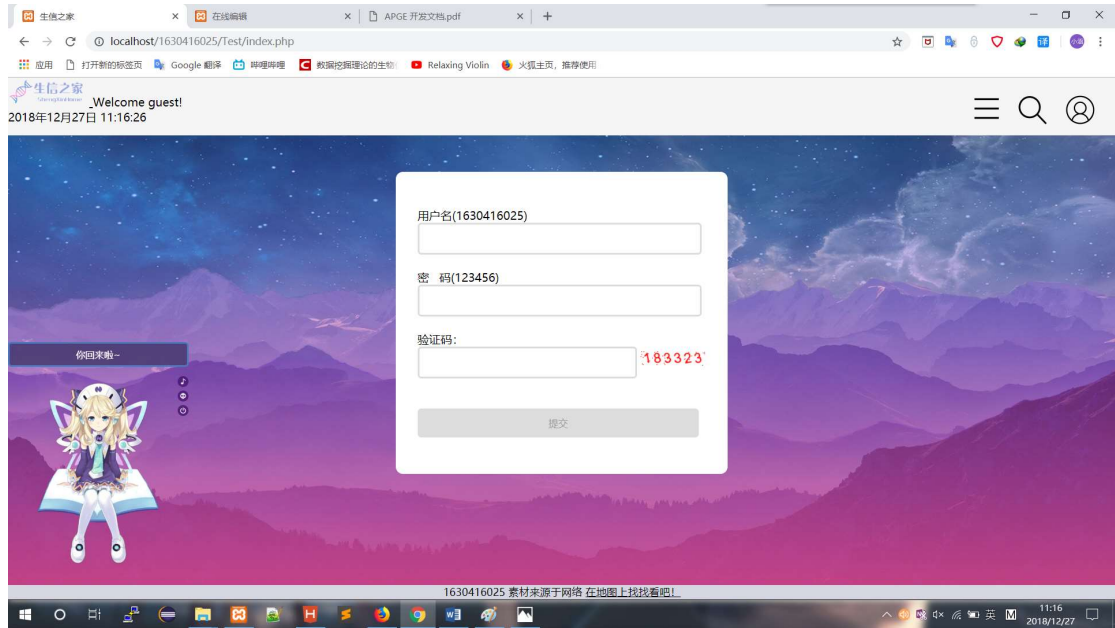 生信之家
在线编辑
APGE 开发文档.pdf
localhost/1630416025/Test/index.php
应用 打开新的标签页 Google 翻译 哔哩哔哩 数据挖掘理论的生物 Relaxing Violin 火狐主页，推荐使用
生信之家
_Welcome guest!
2018年12月27日 11:16:26
用户名(1630416025)
密 码(123456)
验证码：
183323
提交
你回来啦~
1630416025 素材来源于网络 在地图上找找看吧！
英 M 11:16
2018/12/27